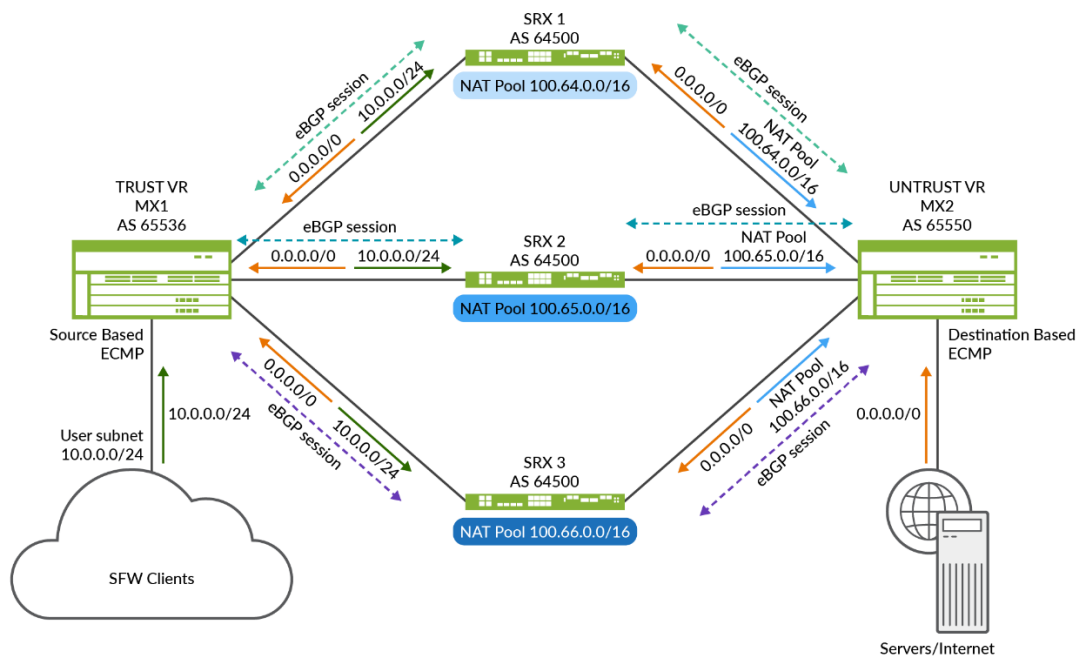 SRX 1
AS 64500
NAT Pool 100.64.0.0/16
eBGP session
0.0.0.0/0
10.0.0.0/24
eBGP session
0.0.0.0/0
NAT Pool
100.64.0.0/16
TRUST VR
MX1
AS 65536
UNTRUST VR
MX2
AS 65550
eBGP session
0.0.0.0/0
10.0.0.0/24
SRX 2
AS 64500
NAT Pool 100.65.0.0/16
eBGP session
0.0.0.0/0
NAT Pool
100.65.0.0/16
Source Based
ECMP
Destination Based
ECMP
0.0.0.0/0
10.0.0.0/24
eBGP session
NAT Pool
100.66.0.0/16
0.0.0.0/0
eBGP session
10.0.0.0/24
User subnet
10.0.0.0/24
0.0.0.0/0
SRX 3
AS 64500
NAT Pool 100.66.0.0/16
SFW Clients
Servers/Internet